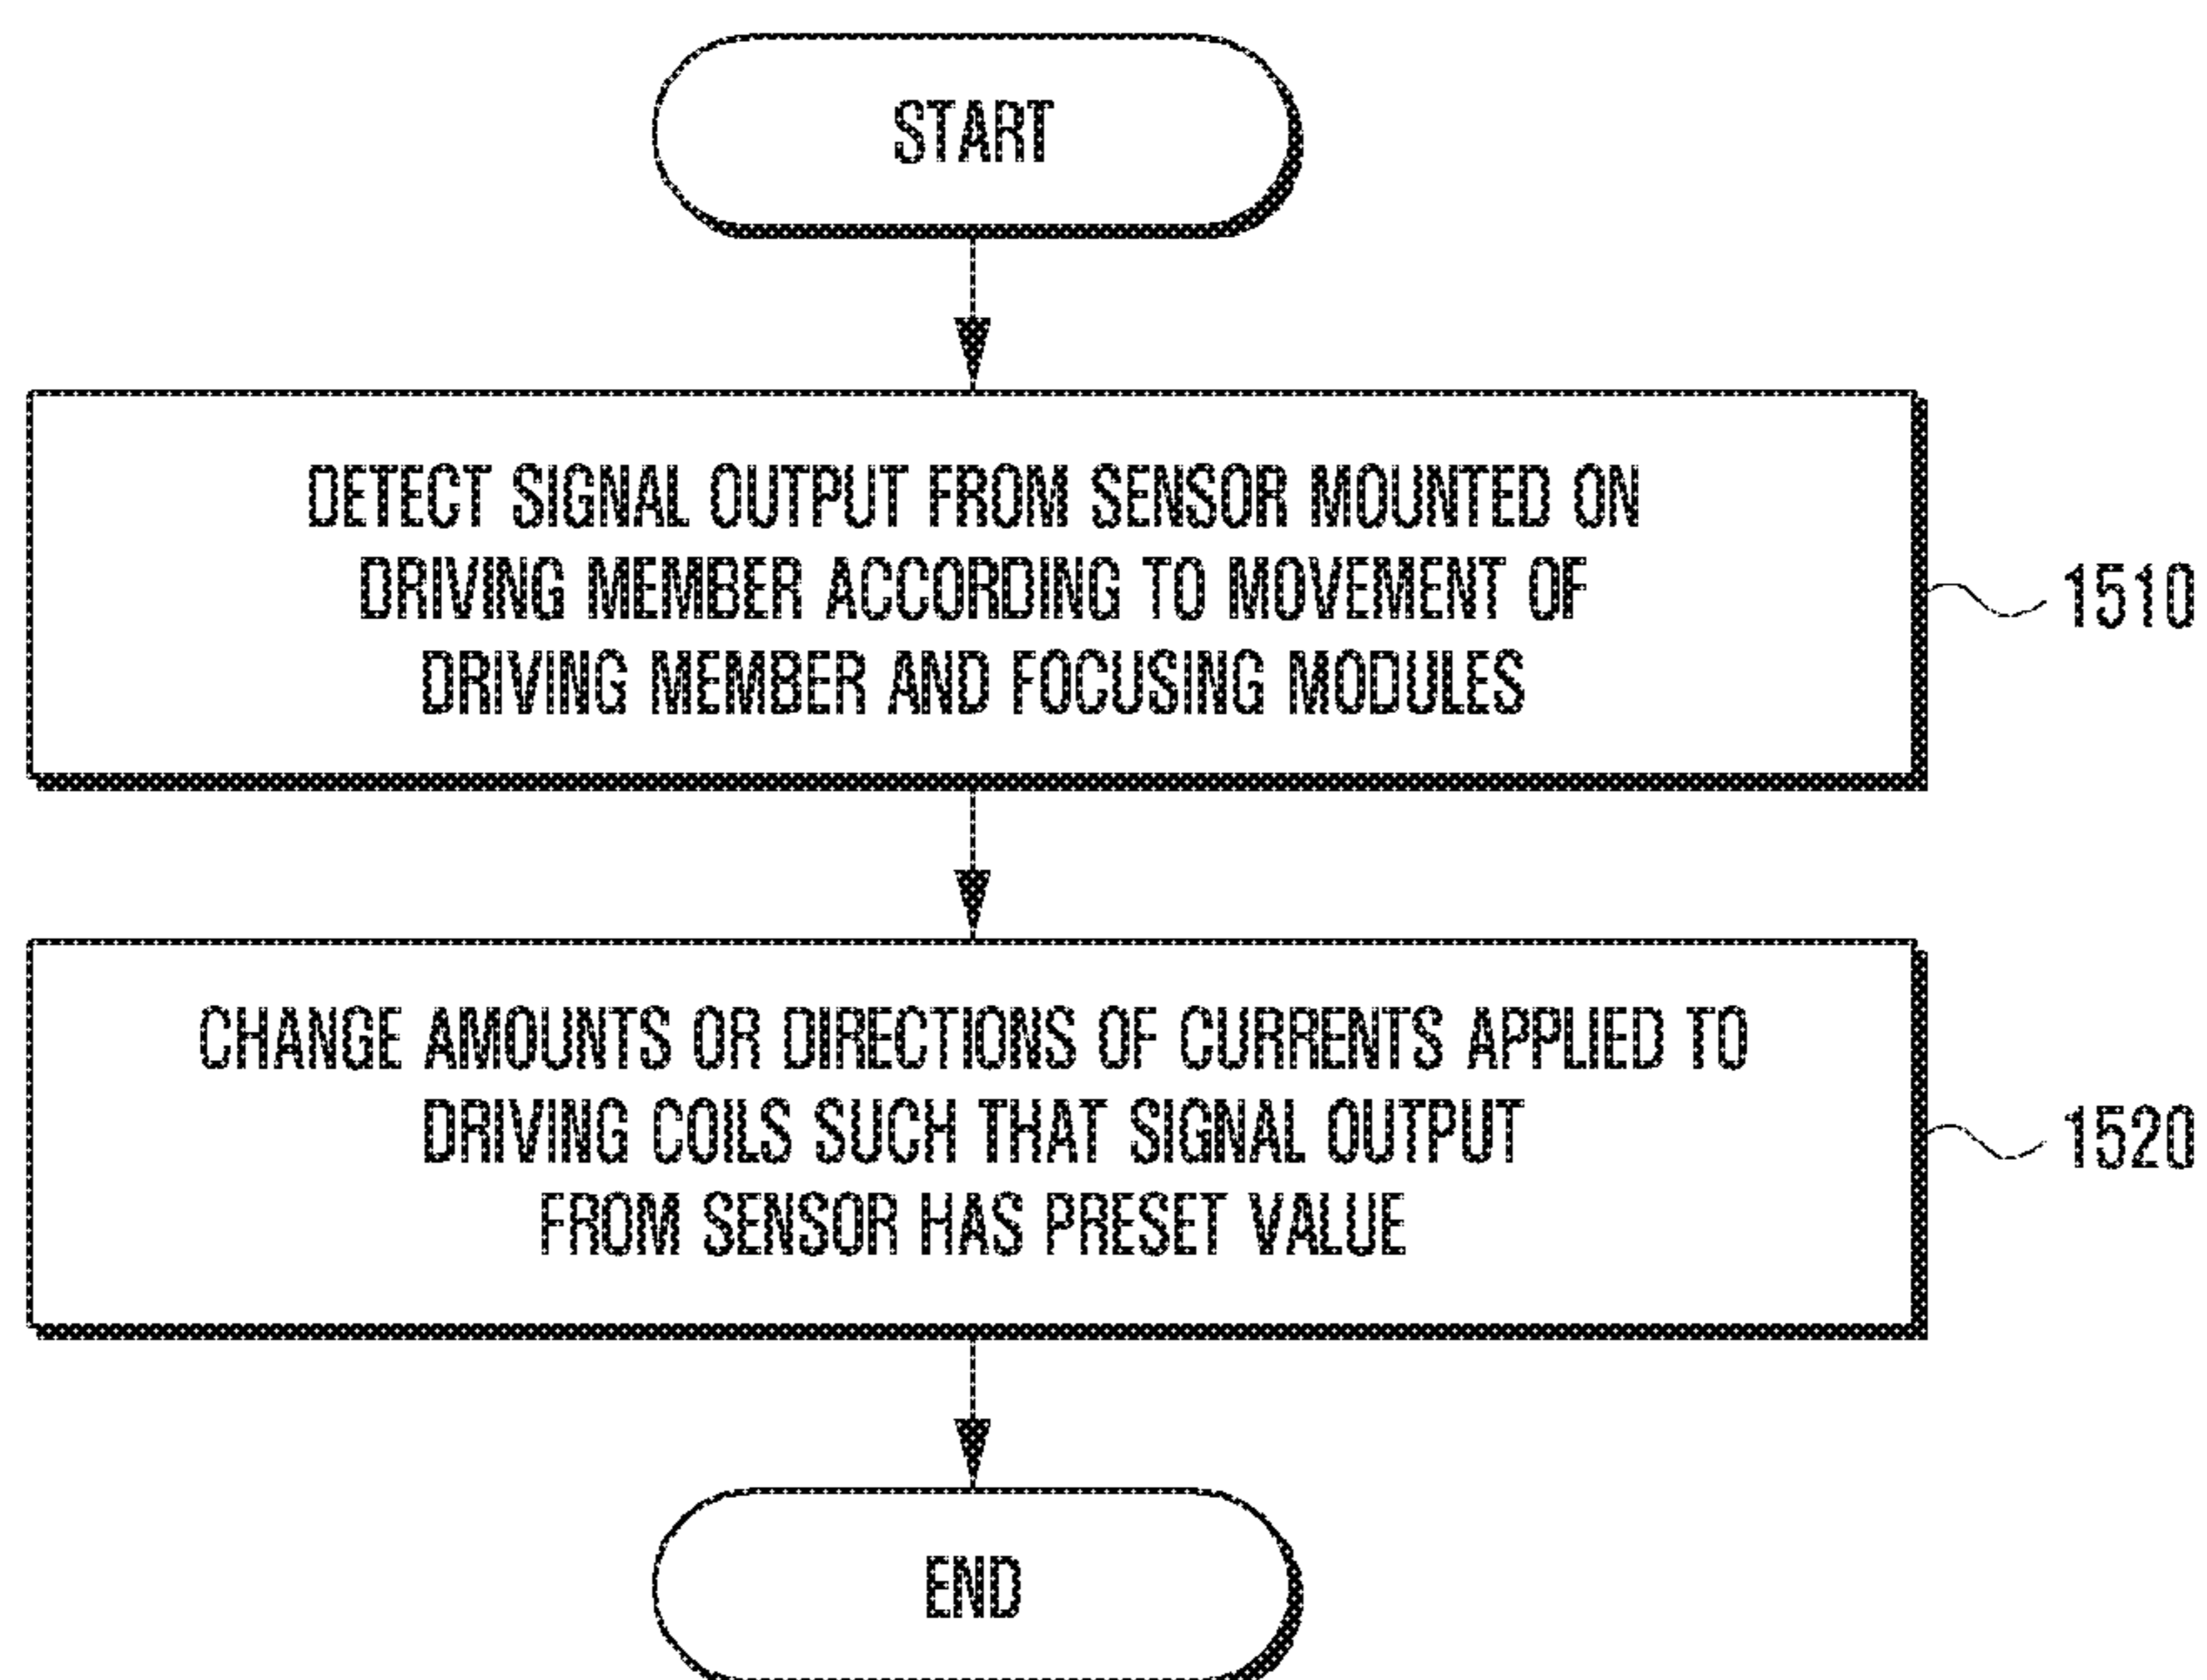 START
DETECT SIGNAL OUTPUT FROM SENSOR MOUNTED ON
DRIVING MEMBER ACCORDING TO MOVEMENT OF
DRIVING MEMBER AND FOCUSING MODULES
1510
CHANGE AMOUNTS OR DIRECTIONS OF CURRENTS APPLIED TO
DRIVING COILS SUCH THAT SIGNAL OUTPUT
FROM SENSOR HAS PRESET VALUE
1520
END